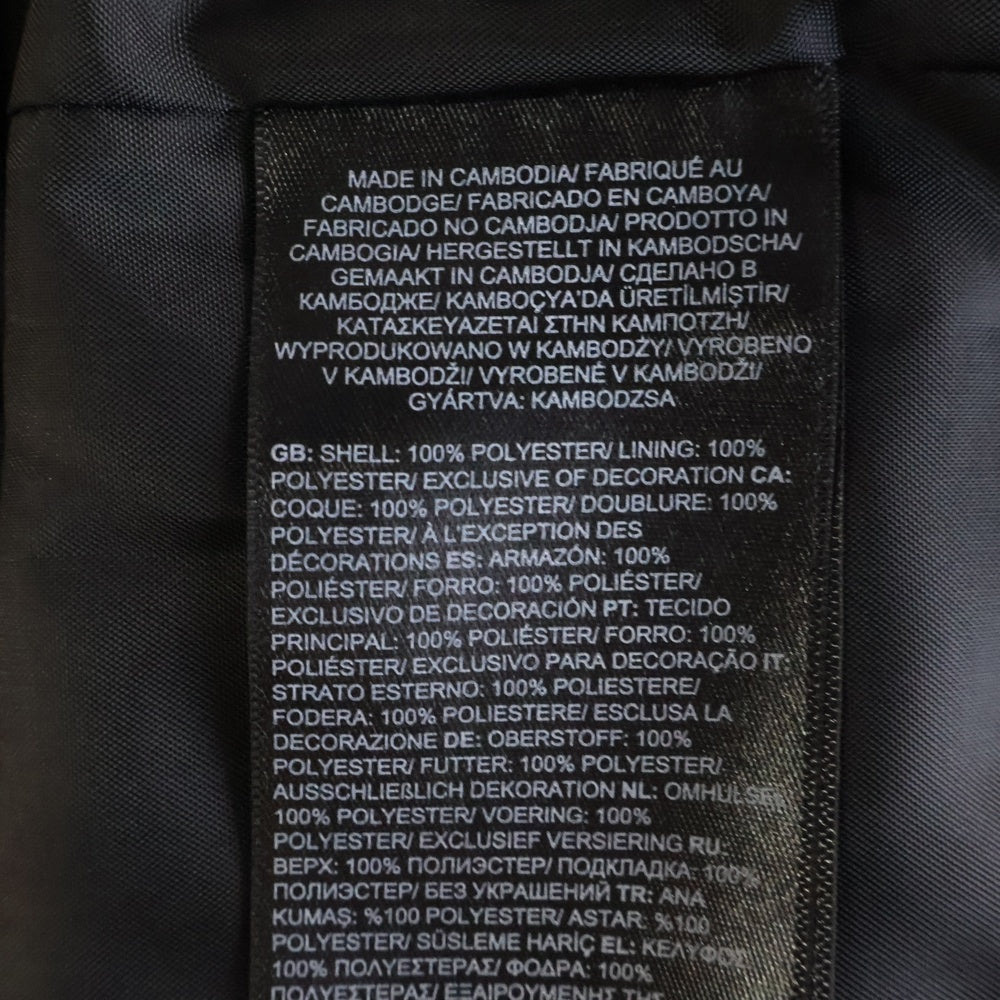 MADE IN CAMBODIA/ FABRIQUÉ AU
CAMBODGE/ FABRICADO EN CAMBOYA/
FABRICADO NO CAMBODJA/ PRODOTTO IN
CAMBOGIA/ HERGESTELLT IN KAMBODSCHA/
GEMAAKT IN CAMBODJA/ СДЕЛАНО В
КАМБОДЖЕ/ KAMBOÇYA'DA ÜRETİLMİŞTİR/
ΚΑΤΑΣΚΕΥΑΖΕΤΑΙ ΣΤΗΝ ΚΑΜΠΟΤΖΗ/
WYPRODUKOWANO W KAMBODŻY/ VYROBENO
V KAMBODŽI/ VYROBENÉ V KAMBODŽI/
GYÁRTVA: KAMBODZSA
GB: SHELL: 100% POLYESTER/ LINING: 100%
POLYESTER/ EXCLUSIVE OF DECORATION CA:
COQUE: 100% POLYESTER/ DOUBLURE: 100%
POLYESTER/ À L'EXCEPTION DES
DÉCORATIONS ES: ARMAZÓN: 100%
POLIÉSTER/ FORRO: 100% POLIÉSTER/
EXCLUSIVO DE DECORACIÓN PT: TECIDO
PRINCIPAL: 100% POLIÉSTER/ FORRO: 100%
POLIÉSTER/ EXCLUSIVO PARA DECORAÇÃO IT:
STRATO ESTERNO: 100% POLIESTERE/
FODERA: 100% POLIESTERE/ ESCLUSA LA
DECORAZIONE DE: OBERSTOFF: 100%
POLYESTER/ FUTTER: 100% POLYESTER/
AUSSCHLIEßLICH DEKORATION NL: OMHULSEL
100% POLYESTER/ VOERING: 100%
POLYESTER/ EXCLUSIEF VERSIERING RU:
ВЕРХ: 100% ПОЛИЭСТЕР/ ПОДКЛАДКА: 100%
ПОЛИЭСТЕР/ БЕЗ УКРАШЕНИЙ TR: ANA
KUMAŞ: %100 POLYESTER/ ASTAR: %100
POLYESTER/ SÜSLEME HARİÇ EL: ΚΕΛΥΦΟΣ
100% ΠΟΛΥΕΣΤΕΡΑΣ/ ΦΟΔΡΑ: 100%
ΠΟΛΥΕΣΤΕΡΑΣ/ ΕΞΑΙΡΟΥΜΕΝΗΣ ΤΗΣ